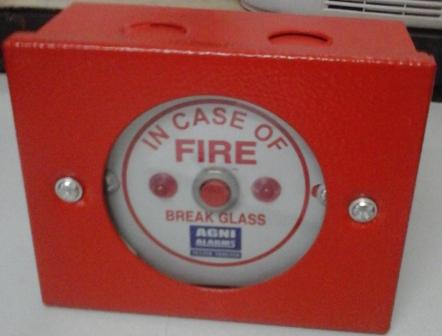 IN CASE OF
FIRE
BREAK GLASS
AGNI
ALARMS